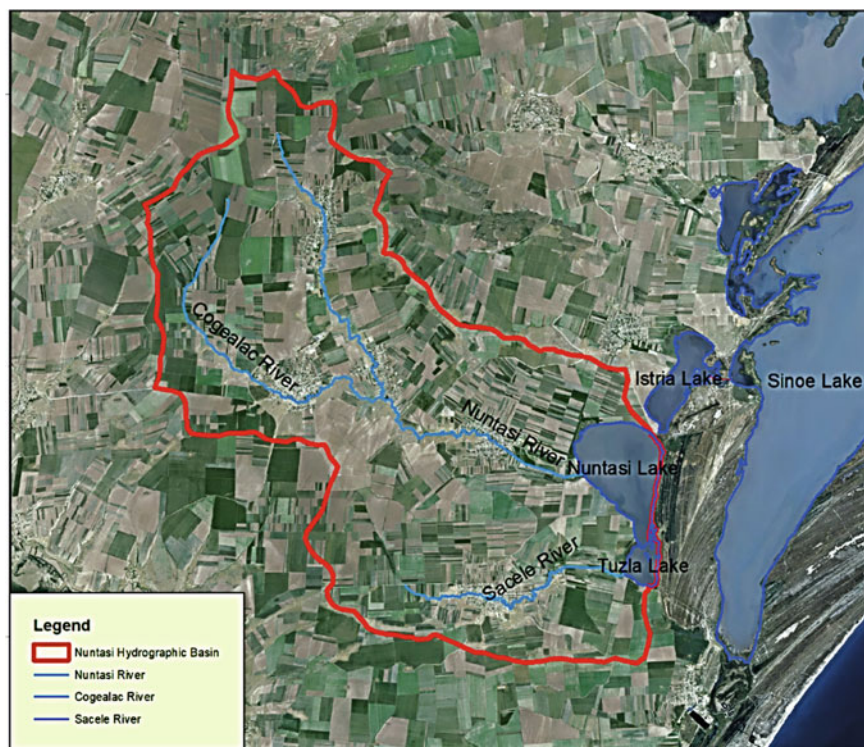 Istria Lake
Sinoe Lake
Cogealac River
Nuntasi River
Nuntasi Lake
Tuzla Lake
Sacele River
Legend
Nuntasi Hydrographic Basin
Nuntasi River
Cogealac River
Sacele River